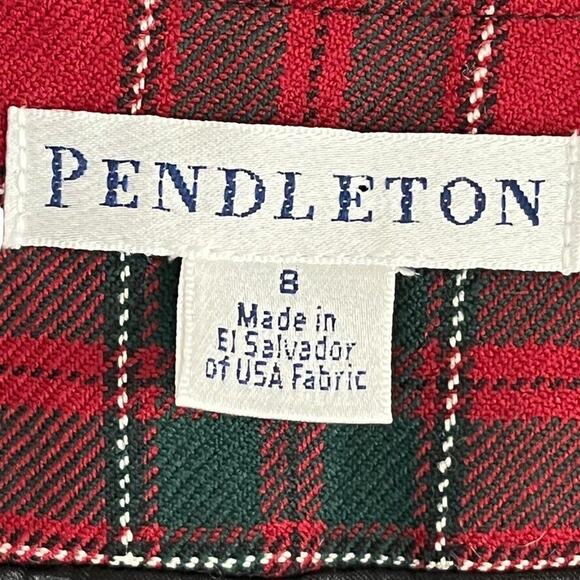 PENDLETON
8
Made in
El Salvador
of USA Fabric